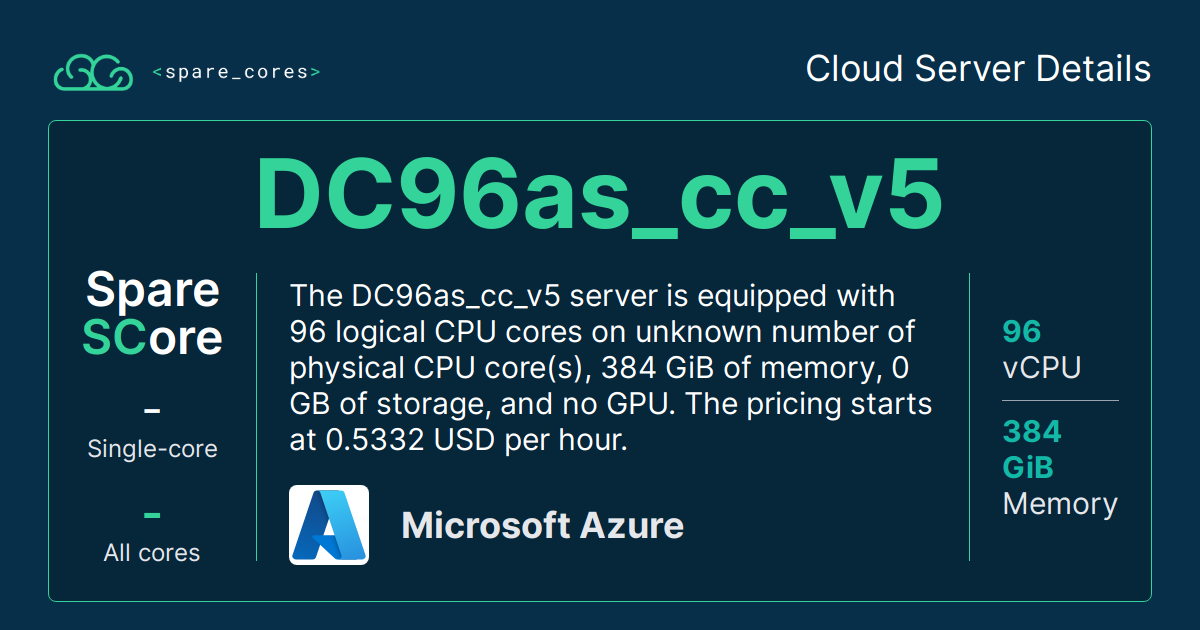 <spare_cores>
Cloud Server Details
DC96as_cc_v5
Spare
SCore
–
Single-core
–
All cores
The DC96as_cc_v5 server is equipped with
96 logical CPU cores on unknown number of
physical CPU core(s), 384 GiB of memory, 0
GB of storage, and no GPU. The pricing starts
at 0.5332 USD per hour.
Microsoft Azure
96
vCPU
384
GiB
Memory